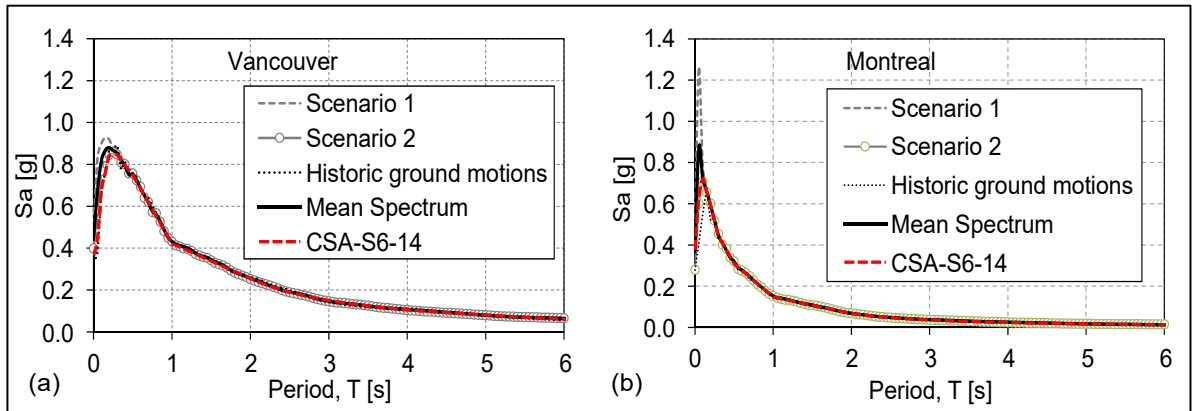 1.4
1.2
1.0
0.8
0.6
0.4
0.2
0.0
Sa [g]
Vancouver
Scenario 1
Scenario 2
Historic ground motions
Mean Spectrum
CSA-S6-14
0 1 2 3 4 5 6
Period, T [s]
(a)
1.4
1.2
1.0
0.8
0.6
0.4
0.2
0.0
Sa [g]
Montreal
Scenario 1
Scenario 2
Historic ground motions
Mean Spectrum
CSA-S6-14
0 1 2 3 4 5 6
Period, T [s]
(b)